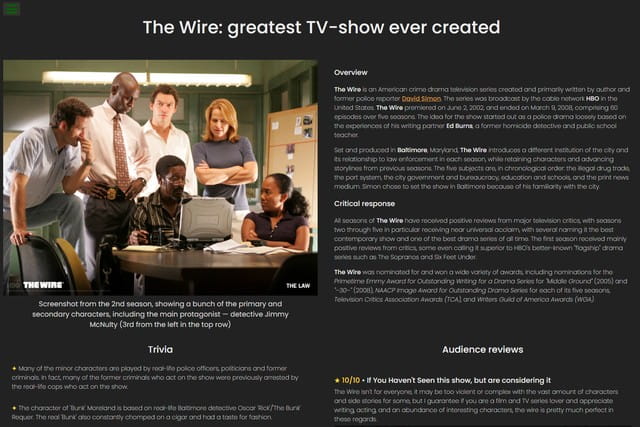 The Wire: greatest TV-show ever created
THE WIRE
THE LAW
Screenshot from the 2nd season, showing a bunch of the primary and
secondary characters, including the main protagonist — detective Jimmy
McNulty (3rd from the left in the top row)
Overview
The Wire is an American crime drama television series created and primarily written by author and
former police reporter David Simon. The series was broadcast by the cable network HBO in the
United States. The Wire premiered on June 2, 2002, and ended on March 9, 2008, comprising 60
episodes over five seasons. The idea for the show started out as a police drama loosely based on
the experiences of his writing partner Ed Burns, a former homicide detective and public school
teacher.
Set and produced in Baltimore, Maryland, The Wire introduces a different institution of the city and
its relationship to law enforcement in each season, while retaining characters and advancing
storylines from previous seasons. The five subjects are, in chronological order: the illegal drug trade,
the port system, the city government and bureaucracy, education and schools, and the print news
medium. Simon chose to set the show in Baltimore because of his familiarity with the city.
Critical response
All seasons of The Wire have received positive reviews from major television critics, with seasons
two through five in particular receiving near universal acclaim, with several naming it the best
contemporary show and one of the best drama series of all time. The first season received mainly
positive reviews from critics, some even calling it superior to HBO's better-known "flagship" drama
series such as The Sopranos and Six Feet Under.
The Wire was nominated for and won a wide variety of awards, including nominations for the
Primetime Emmy Award for Outstanding Writing for a Drama Series for "Middle Ground" (2005) and
"–30–" (2008), NAACP Image Award for Outstanding Drama Series for each of its five seasons,
Television Critics Association Awards (TCA), and Writers Guild of America Awards (WGA)
Trivia
✦ Many of the minor characters are played by real-life police officers, politicians and former
criminals. In fact, many of the former criminals who act on the show were previously arrested by
the real-life cops who act on the show.
✦ The character of 'Bunk' Moreland is based on real-life Baltimore detective Oscar 'Rick'/'The Bunk'
Requer. The real 'Bunk' also constantly chomped on a cigar and had a taste for fashion.
Audience reviews
★ 10/10 • If You Haven't Seen this show, but are considering it
The Wire isn't for everyone, it may be too violent or complex with the vast amount of characters
and side stories for some, but I guarantee if you are a film and TV series lover and appreciate
writing, acting, and an abundance of interesting characters, the wire is pretty much perfect in
these regards.